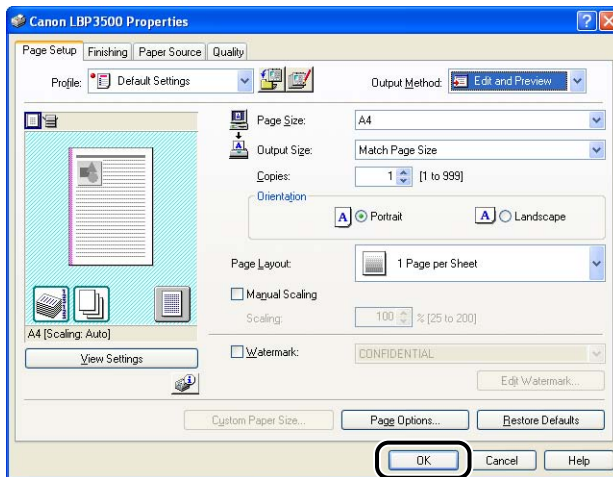 Canon LBP3500 Properties
Page Setup Finishing Paper Source Quality
Profile: Default Settings Output Method: Edit and Preview
Page Size: A4
Output Size: Match Page Size
Copies: 1 [1 to 999]
Orientation
A Portrait A Landscape
Page Layout: 1 Page per Sheet
Manual Scaling
Scaling: 100 % [25 to 200]
A4 [Scaling: Auto]
View Settings
Watermark: CONFIDENTIAL
Edit Watermark...
Custom Paper Size... Page Options... Restore Defaults
OK Cancel Help